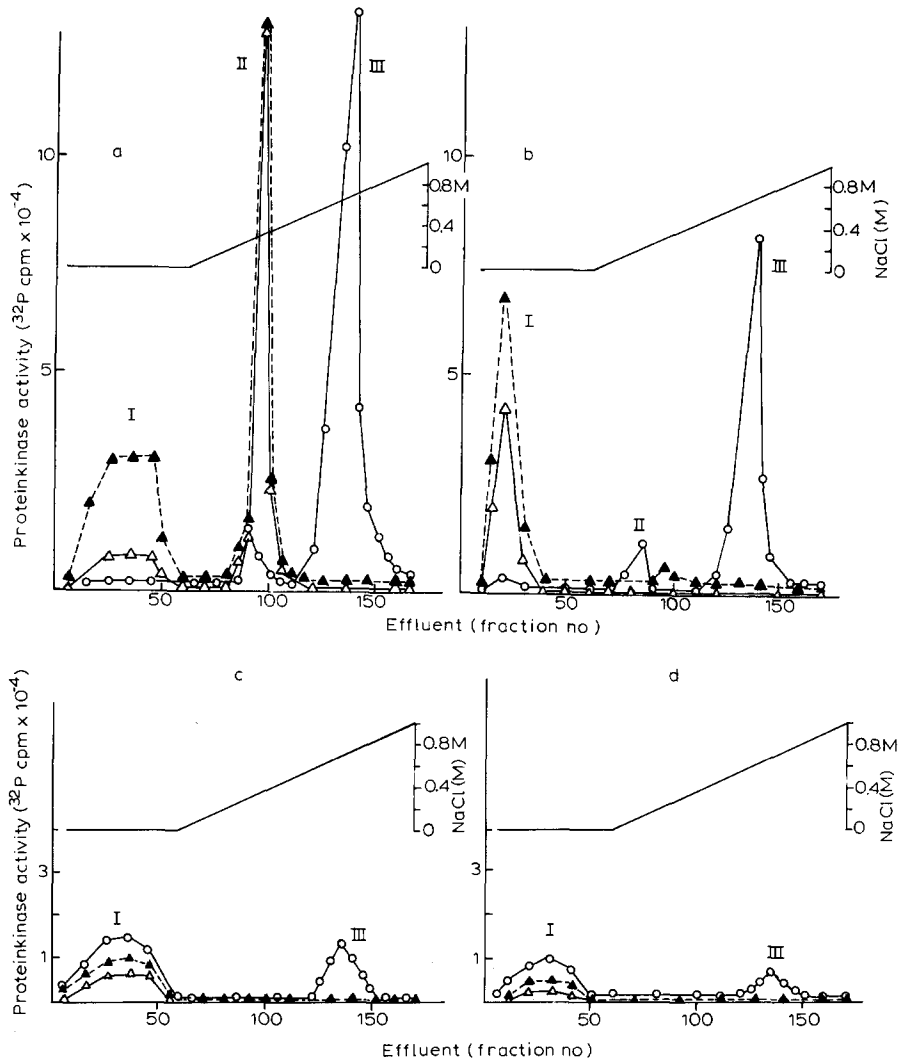 II
III
a
10
0.8M
0.4
0
I
5
50
100
150
Proteinkinase activity (³²P cpm x 10⁻⁴)
b
10
0.8M
0.4
0
NaCl (M)
III
I
5
II
50
100
150
Effluent (fraction no)
c
0.8M
0.4
0
NaCl (M)
3
I
III
1
50
100
150
Proteinkinase activity (³²P cpm x 10⁻⁴)
d
0.8M
0.4
0
NaCl (M)
3
I
III
1
50
100
150
Effluent (fraction no)